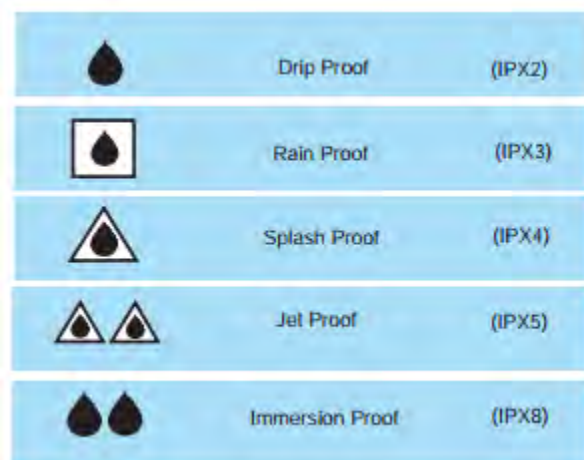 Drip Proof (IPX2)
Rain Proof (IPX3)
Splash Proof (IPX4)
Jet Proof (IPX5)
Immersion Proof (IPX8)